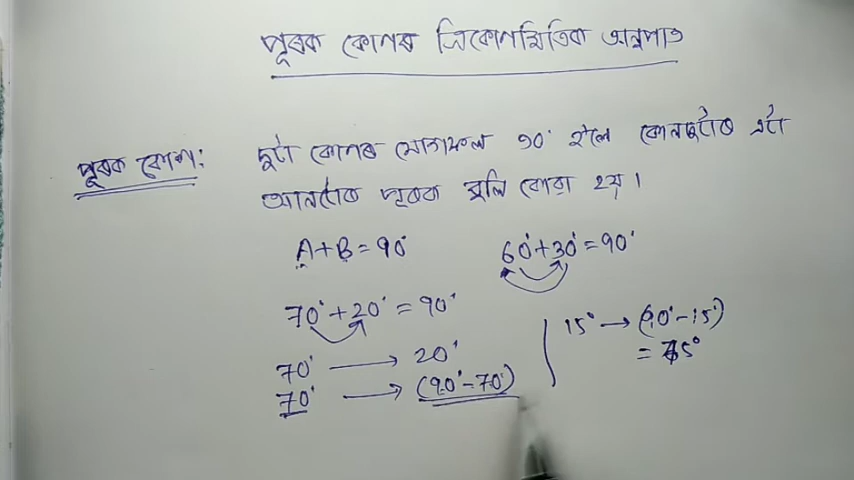 পূৰক কোণৰ ত্ৰিকোণমিতিক অনুপাত
পূৰক কোণ: দুটা কোণৰ যোগফল ৯০° হ'লে কোণদুটাৰ এটা
আনটোৰ পূৰক বুলি কোৱা হয়।
A+B=90°
60°+30°=90°
70°+20°=90°
70° → 20°
70° → (90°-70°)
15° → (90°-15°)
= 75°